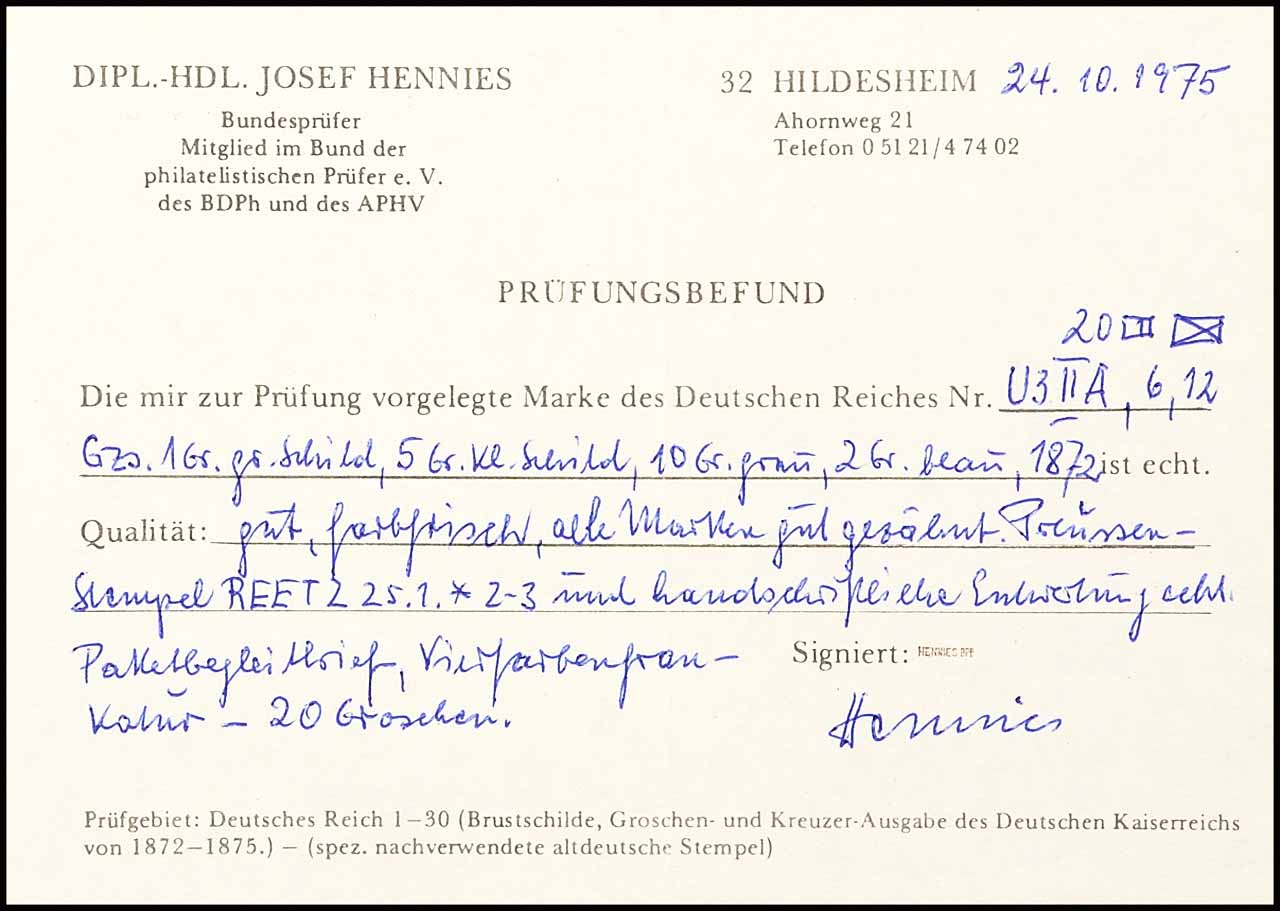 DIPL.-HDL. JOSEF HENNIES
Bundesprüfer
Mitglied im Bund der
philatelistischen Prüfer e. V.
des BDPh und des APHV
32 HILDESHEIM 24. 10. 1975
Ahornweg 21
Telefon 0 51 21/4 74 02
PRÜFUNGSBEFUND
20 II
Die mir zur Prüfung vorgelegte Marke des Deutschen Reiches Nr. U3 II A, 6, 12
Gzs. 1 Gr. gr. Schild, 5 Gr. kl. Schild, 10 Gr. grau, 2 Gr. blau, 1872 ist echt.
Qualität: gut, farbfrisch, alle Marken gut gezähnt. Preussen-
stempel REETZ 25.1. * 2-3 und handschriftliche Entwertung echt.
Paketbegleitbrief, Vierfarbenfran-
katur – 20 Groschen.
Signiert: HENNIES BPP
Hennies
Prüfgebiet: Deutsches Reich 1–30 (Brustschilde, Groschen- und Kreuzer-Ausgabe des Deutschen Kaiserreichs
von 1872–1875.) – (spez. nachverwendete altdeutsche Stempel)